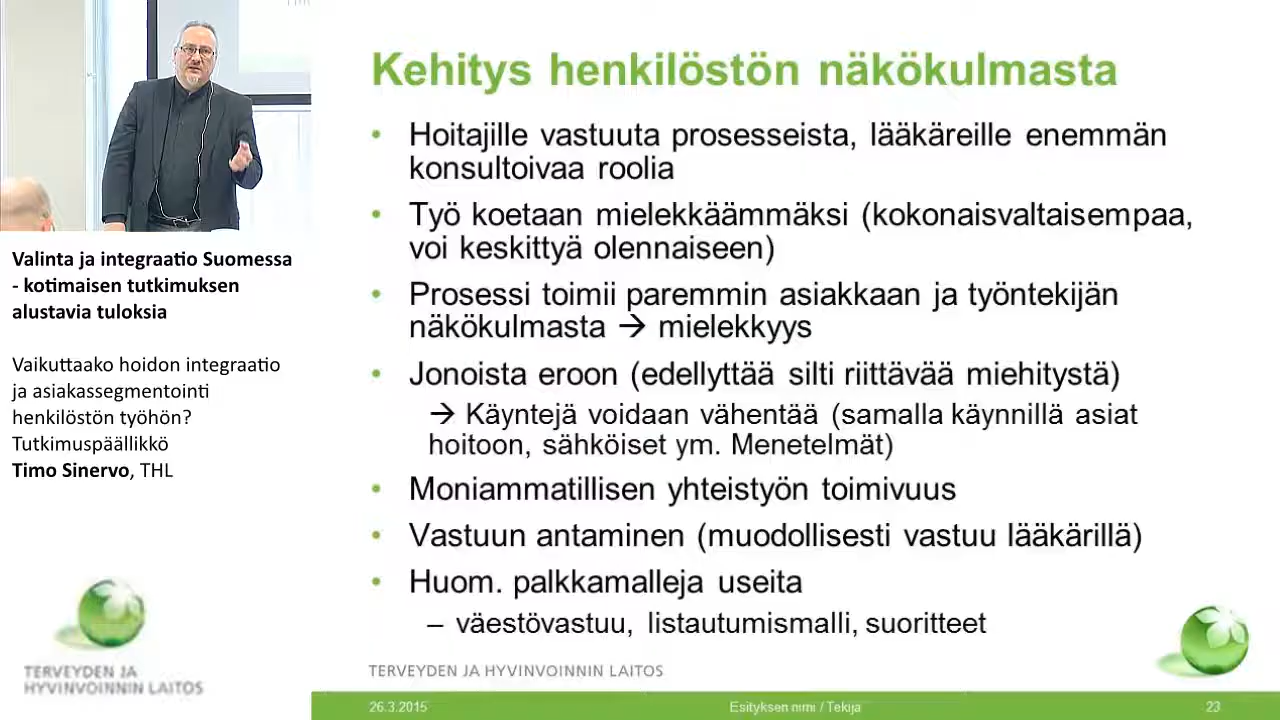 Valinta ja integraatio Suomessa
- kotimaisen tutkimuksen
alustavia tuloksia
Vaikuttaako hoidon integraatio
ja asiakassegmentointi
henkilöstön työhön?
Tutkimuspäällikkö
Timo Sinervo, THL
TERVEYDEN JA
HYVINVOINNIN LAITOS
Kehitys henkilöstön näkökulmasta
• Hoitajille vastuuta prosesseista, lääkäreille enemmän
konsultoivaa roolia
• Työ koetaan mielekkäämmäksi (kokonaisvaltaisempaa,
voi keskittyä olennaiseen)
• Prosessi toimii paremmin asiakkaan ja työntekijän
näkökulmasta → mielekkyys
• Jonoista eroon (edellyttää silti riittävää miehitystä)
→ Käyntejä voidaan vähentää (samalla käynnillä asiat
hoitoon, sähköiset ym. Menetelmät)
• Moniammatillisen yhteistyön toimivuus
• Vastuun antaminen (muodollisesti vastuu lääkärillä)
• Huom. palkkamalleja useita
– väestövastuu, listautumismalli, suoritteet
TERVEYDEN JA HYVINVOINNIN LAITOS
26.3.2015
Esityksen nimi / Tekijä
23